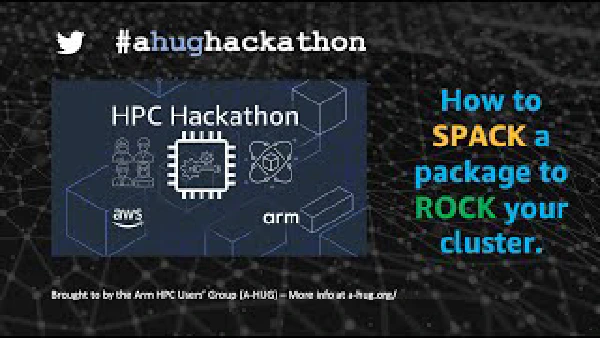 #ahughackathon
HPC Hackathon
aws
arm
How to
SPACK a
package to
ROCK your
cluster.
Brought to by the Arm HPC Users' Group (A-HUG) – More info at a-hug.org/